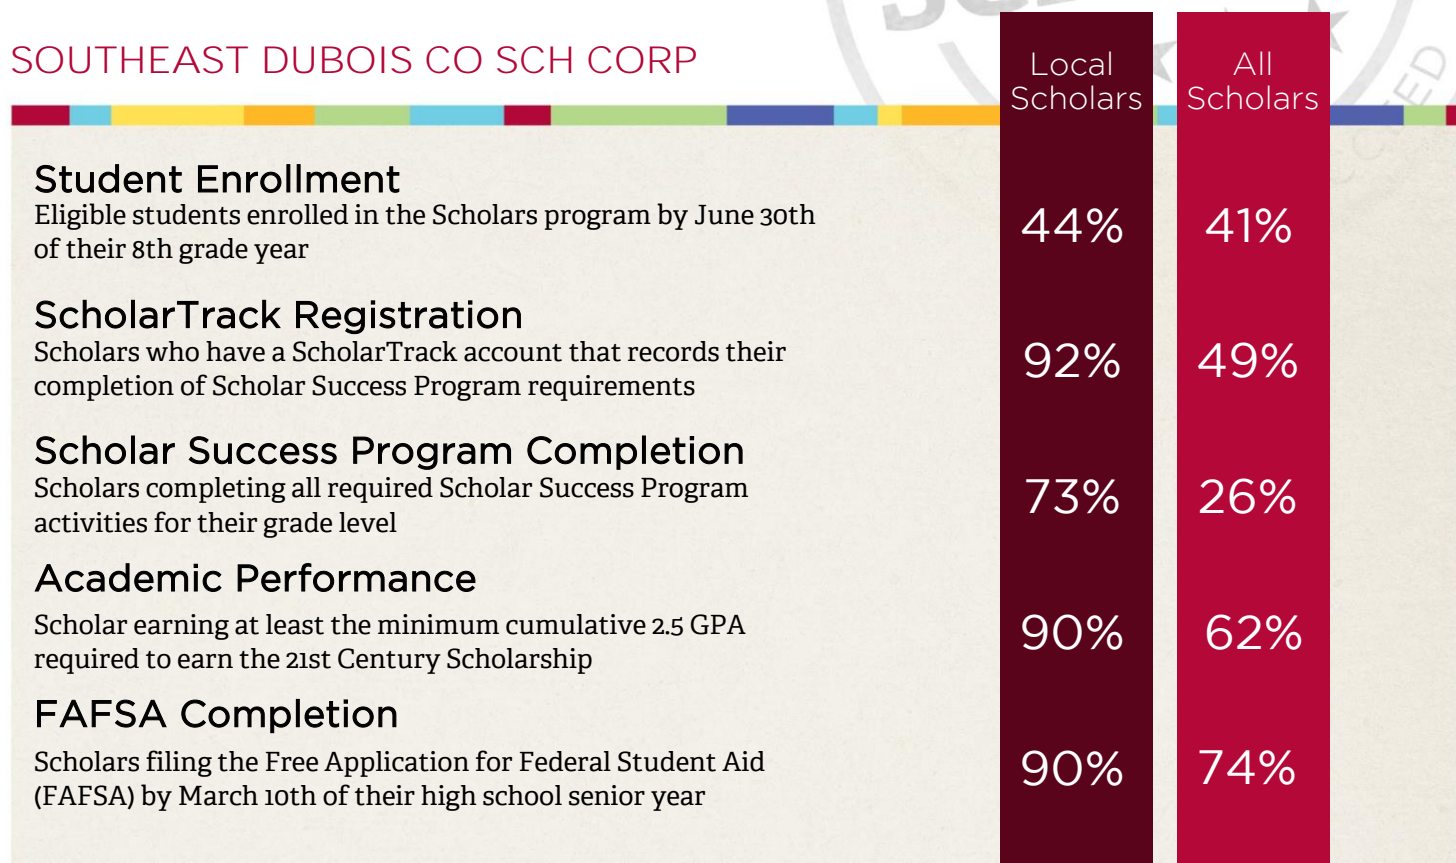 SOUTHEAST DUBOIS CO SCH CORP
Local
Scholars
All
Scholars
Student Enrollment
Eligible students enrolled in the Scholars program by June 30th
of their 8th grade year
44%
41%
ScholarTrack Registration
Scholars who have a ScholarTrack account that records their
completion of Scholar Success Program requirements
92%
49%
Scholar Success Program Completion
Scholars completing all required Scholar Success Program
activities for their grade level
73%
26%
Academic Performance
Scholar earning at least the minimum cumulative 2.5 GPA
required to earn the 21st Century Scholarship
90%
62%
FAFSA Completion
Scholars filing the Free Application for Federal Student Aid
(FAFSA) by March 10th of their high school senior year
90%
74%